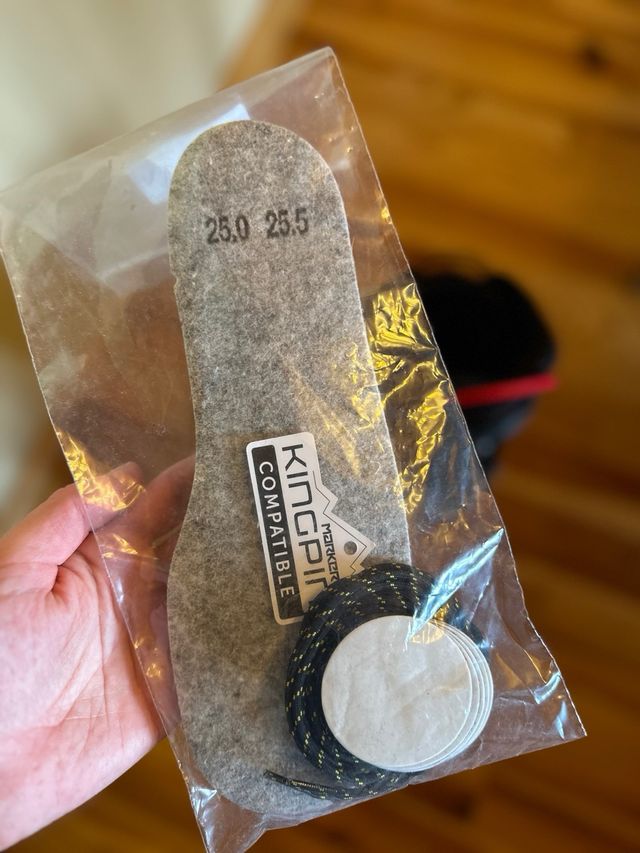 25.0 25.5
KINGPIN
MARKER
COMPATIBLE